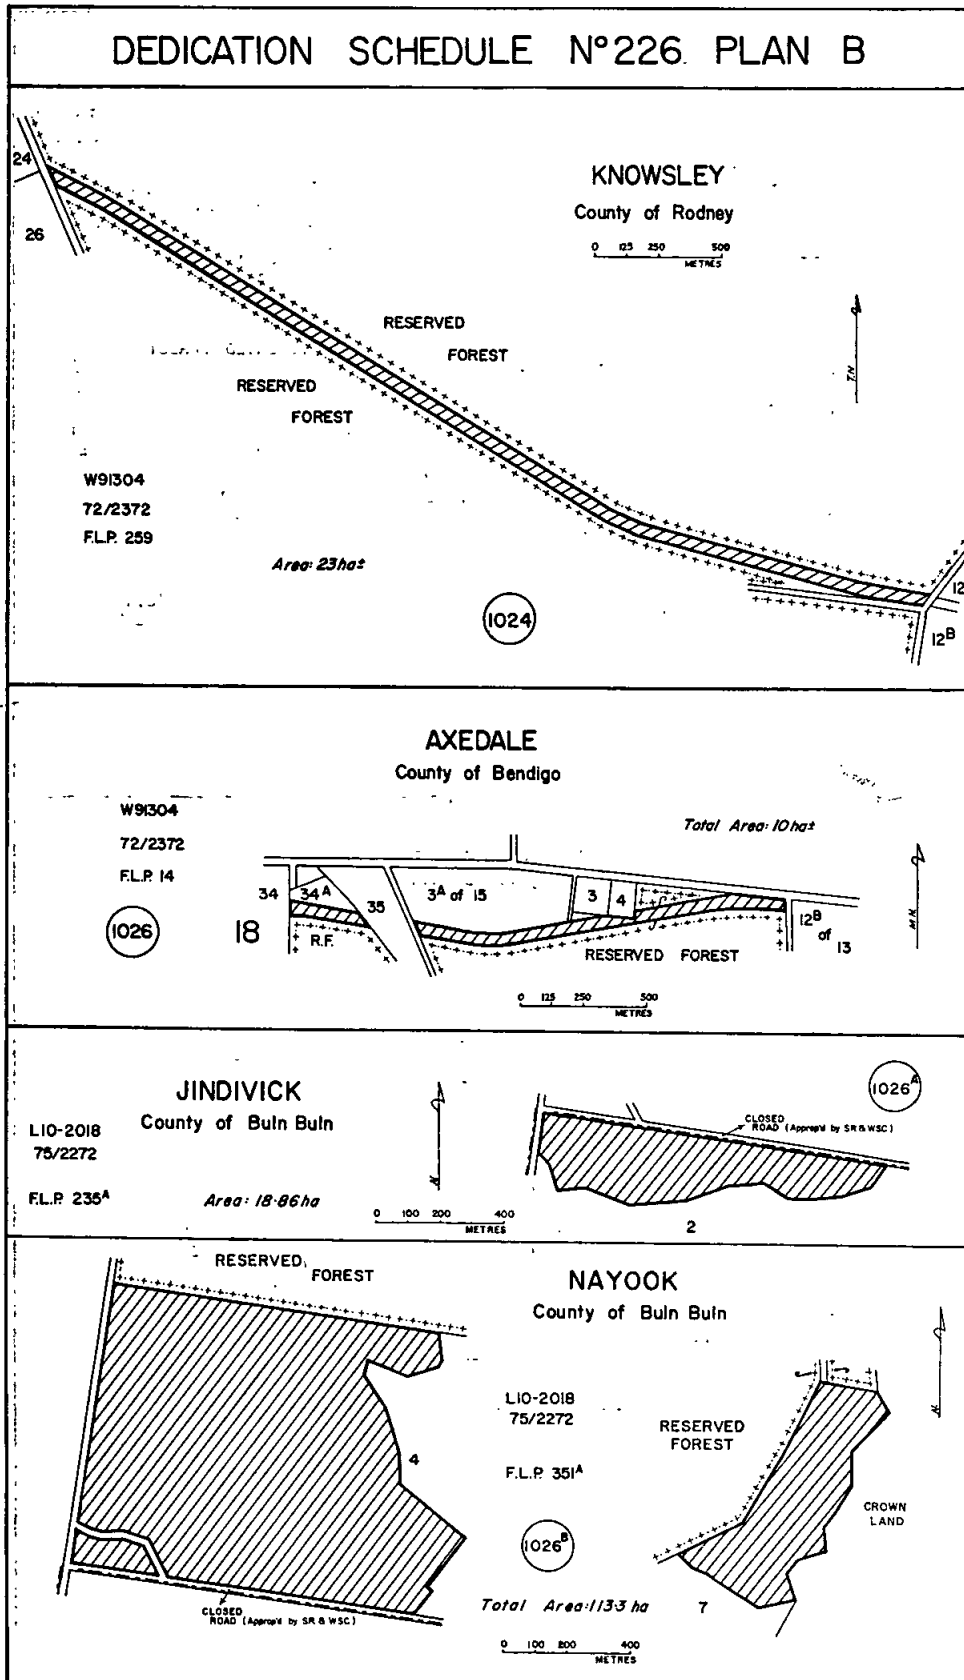 DEDICATION SCHEDULE Nº 226 PLAN B
24
26
KNOWSLEY
County of Rodney
0 125 250 500
METRES
T.N.
RESERVED
FOREST
RESERVED
FOREST
W91304
72/2372
F.L.P. 259
Area: 23ha±
1024
12
12B
AXEDALE
County of Bendigo
W91304
72/2372
F.L.P. 14
1026
Total Area: 10ha±
M.N.
34
34A
35
3A of 15
3
4
18
R.F.
RESERVED FOREST
12B
of
13
0 125 250 500
METRES
JINDIVICK
County of Buln Buln
L10-2018
75/2272
F.L.P. 235A
Area: 18·86ha
N.
0 100 200 400
METRES
1026A
CLOSED
ROAD (Approp'd by SR & WSC)
2
RESERVED
FOREST
NAYOOK
County of Buln Buln
L10-2018
75/2272
F.L.P. 351A
N.
RESERVED
FOREST
4
CROWN
LAND
1026B
7
Total Area: 113·3 ha
CLOSED
ROAD (Approp'd by SR & WSC)
0 100 200 400
METRES